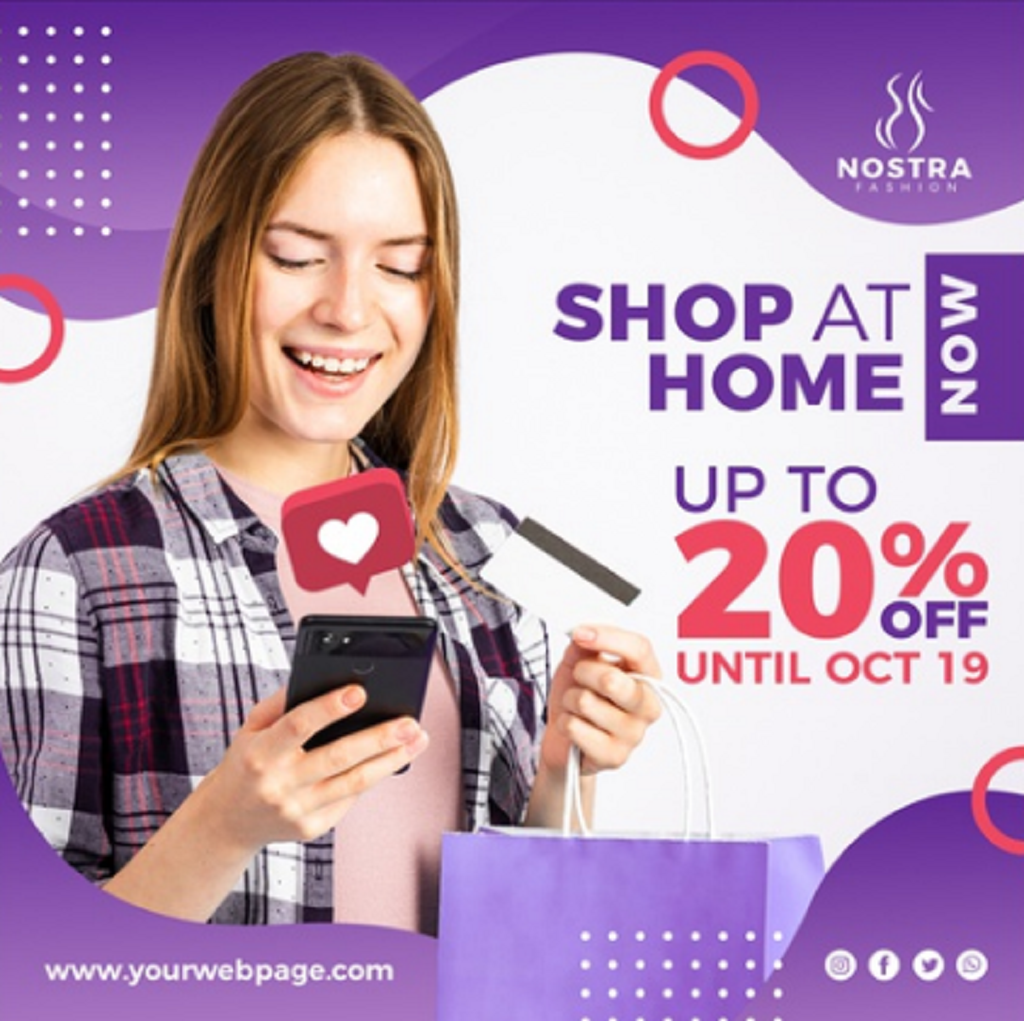 NOSTRA
FASHION
SHOP AT
HOME
NOW
UP TO
20%
OFF
UNTIL OCT 19
www.yourwebpage.com